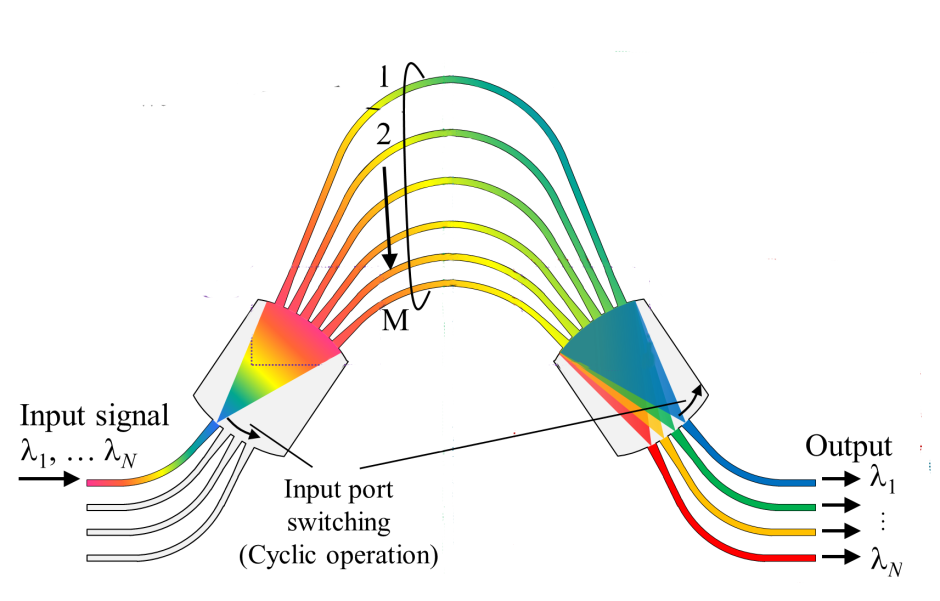 1
2
M
Input signal
λ1, … λN
Input port
switching
(Cyclic operation)
Output
λ1
⋮
λN